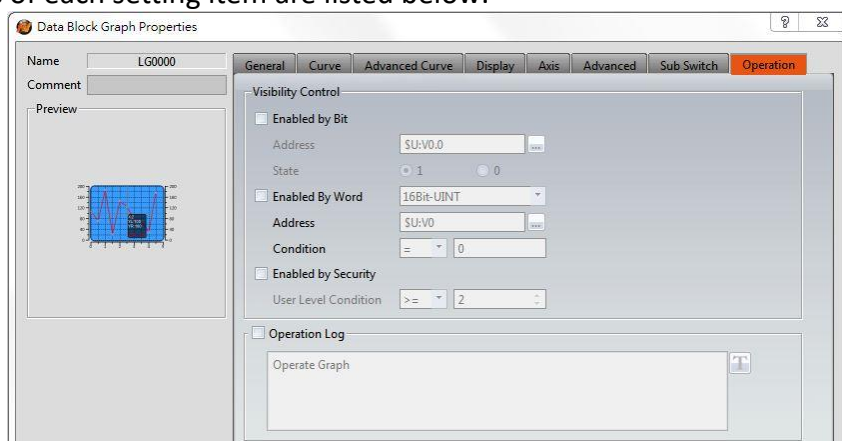 of each setting item are listed below.
Data Block Graph Properties
Name LG0000
Comment
Preview
General Curve Advanced Curve Display Axis Advanced Sub Switch Operation
Visibility Control
Enabled by Bit
Address $U:V0.0 ...
State 1 0
Enabled By Word 16Bit-UINT
Address $U:V0 ...
Condition = 0
Enabled by Security
User Level Condition >= 2
Operation Log
Operate Graph T